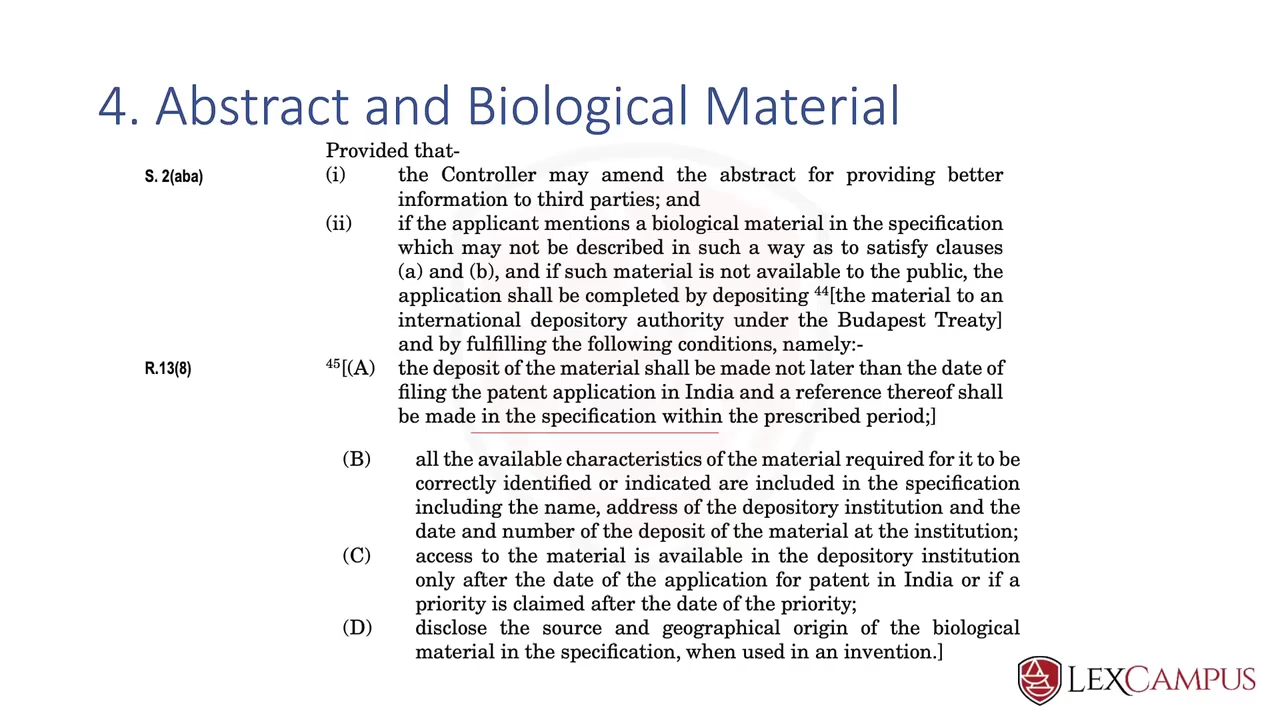 4. Abstract and Biological Material
Provided that-
S. 2(aba)
(i) the Controller may amend the abstract for providing better
information to third parties; and
(ii) if the applicant mentions a biological material in the specification
which may not be described in such a way as to satisfy clauses
(a) and (b), and if such material is not available to the public, the
application shall be completed by depositing 44[the material to an
international depository authority under the Budapest Treaty]
and by fulfilling the following conditions, namely:-
R.13(8)
45[(A) the deposit of the material shall be made not later than the date of
filing the patent application in India and a reference thereof shall
be made in the specification within the prescribed period;]
(B) all the available characteristics of the material required for it to be
correctly identified or indicated are included in the specification
including the name, address of the depository institution and the
date and number of the deposit of the material at the institution;
(C) access to the material is available in the depository institution
only after the date of the application for patent in India or if a
priority is claimed after the date of the priority;
(D) disclose the source and geographical origin of the biological
material in the specification, when used in an invention.]
LEXCAMPUS